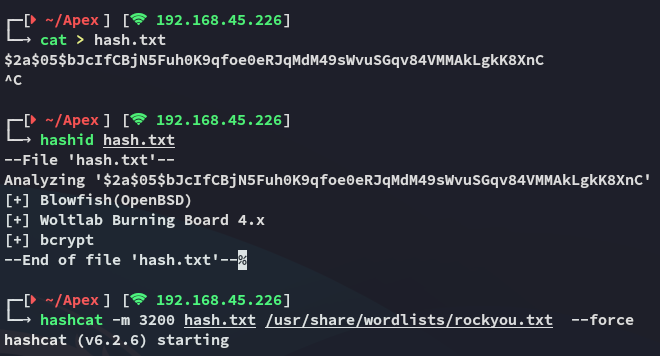 ~/Apex] [192.168.45.226]
cat > hash.txt
$2a$05$bJcIfCBjN5Fuh0K9qfoe0eRJqMdM49sWvuSGqv84VMMAkLgkK8XnC
^C
~/Apex] [192.168.45.226]
hashid hash.txt
--File 'hash.txt'--
Analyzing '$2a$05$bJcIfCBjN5Fuh0K9qfoe0eRJqMdM49sWvuSGqv84VMMAkLgkK8XnC'
[+] Blowfish(OpenBSD)
[+] Woltlab Burning Board 4.x
[+] bcrypt
--End of file 'hash.txt'--%
~/Apex] [192.168.45.226]
hashcat -m 3200 hash.txt /usr/share/wordlists/rockyou.txt  --force
hashcat (v6.2.6) starting